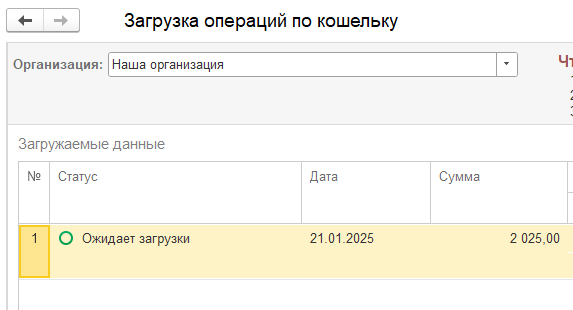 Загрузка операций по кошельку
Организация: Наша организация
Загружаемые данные
№ Статус Дата Сумма
1 Ожидает загрузки 21.01.2025 2 025,00